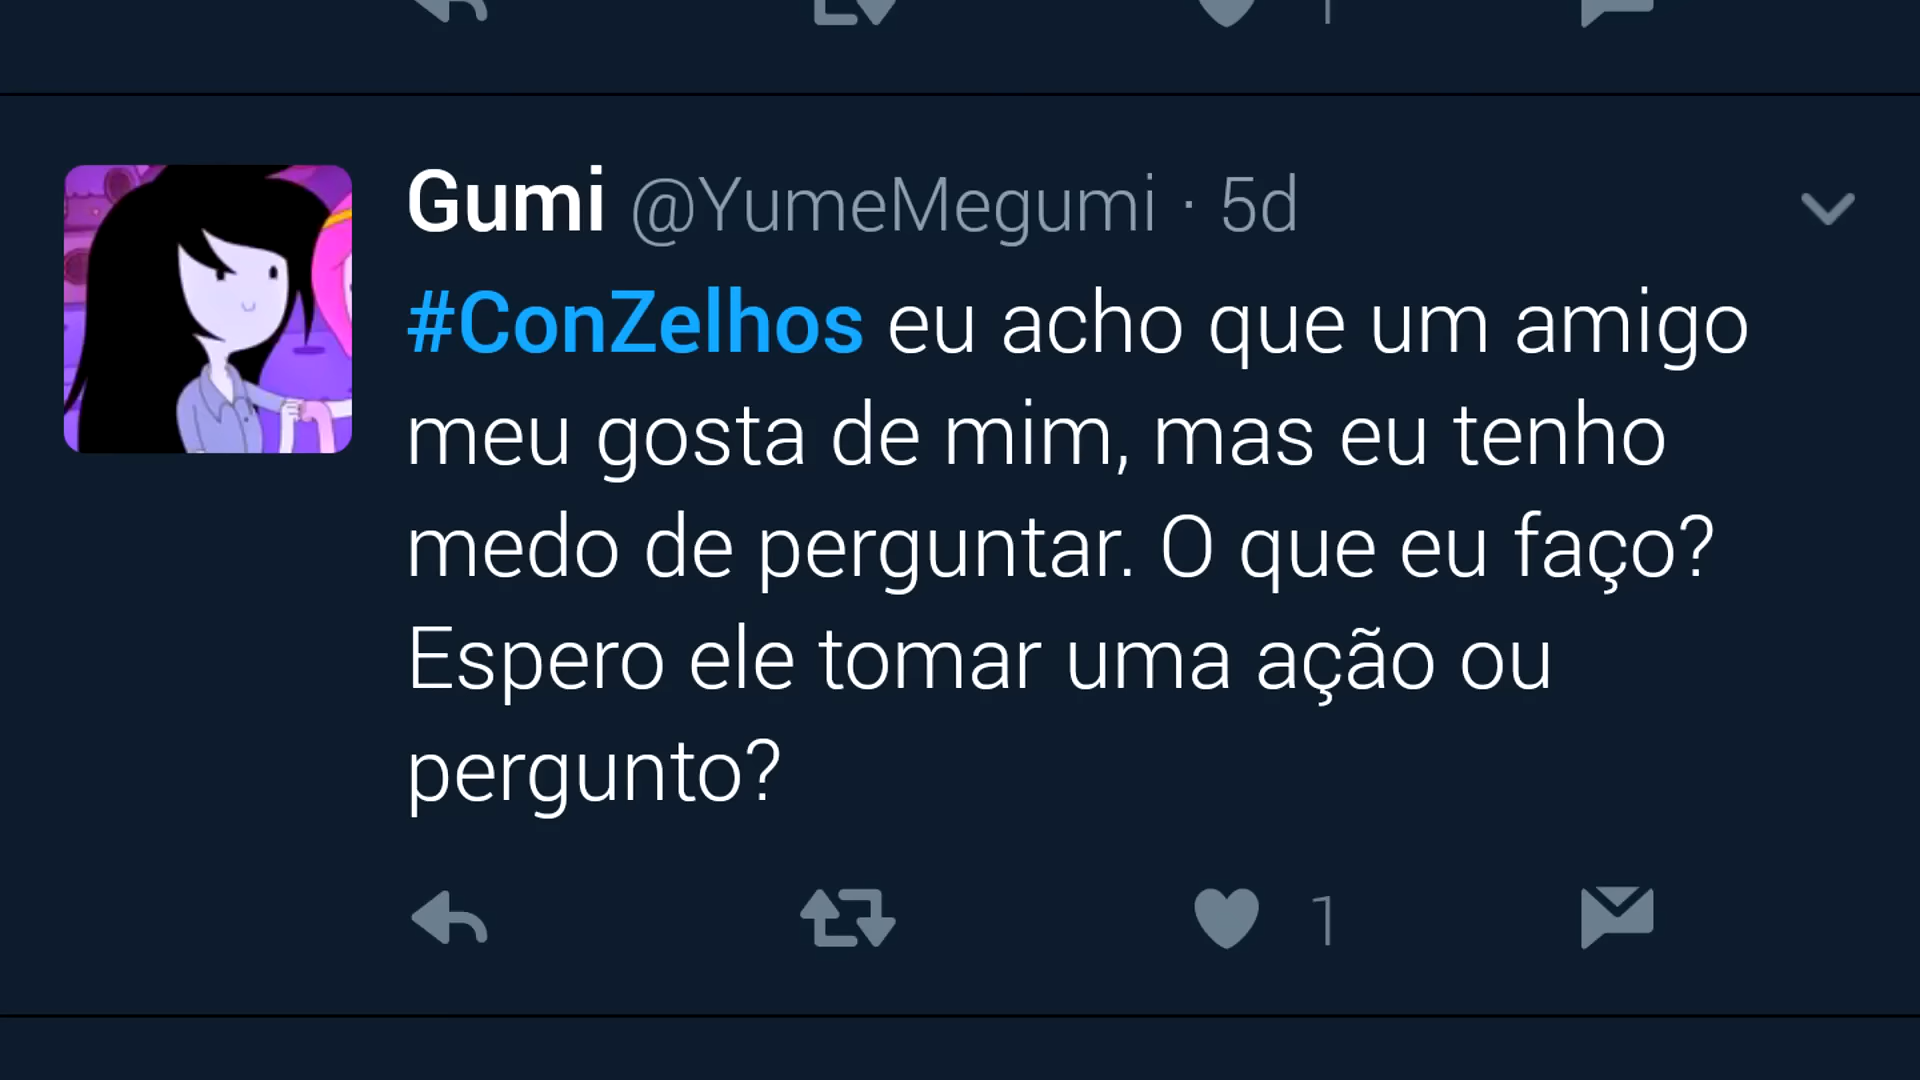 1
Gumi @YumeMegumi · 5d
#ConZelhos eu acho que um amigo
meu gosta de mim, mas eu tenho
medo de perguntar. O que eu faço?
Espero ele tomar uma ação ou
pergunto?
1